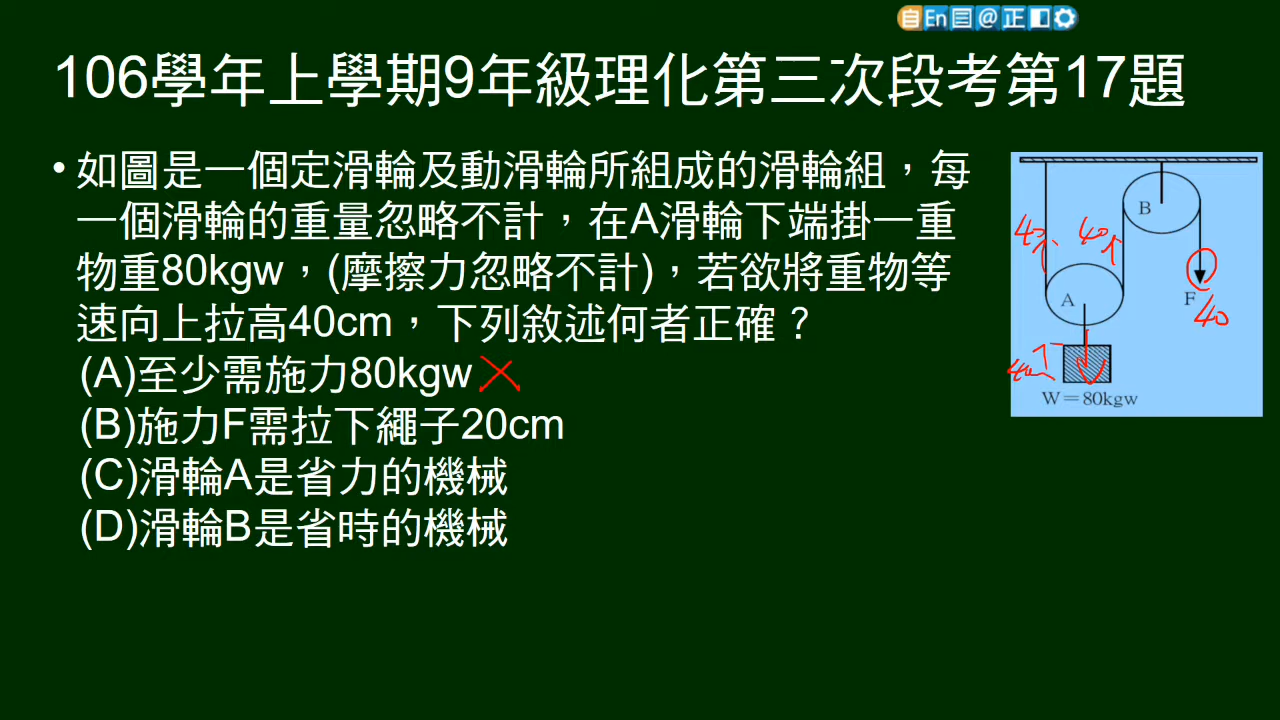 自 En @ 正
106學年上學期9年級理化第三次段考第17題
• 如圖是一個定滑輪及動滑輪所組成的滑輪組，每
一個滑輪的重量忽略不計，在A滑輪下端掛一重
物重80kgw，(摩擦力忽略不計)，若欲將重物等
速向上拉高40cm，下列敘述何者正確？
(A)至少需施力80kgw
(B)施力F需拉下繩子20cm
(C)滑輪A是省力的機械
(D)滑輪B是省時的機械
B
40
40
A
F
40
W＝80kgw